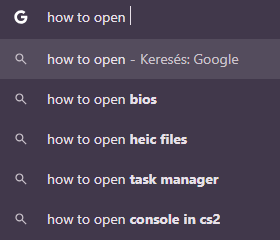 how to open
how to open - Keresés: Google
how to open bios
how to open heic files
how to open task manager
how to open console in cs2